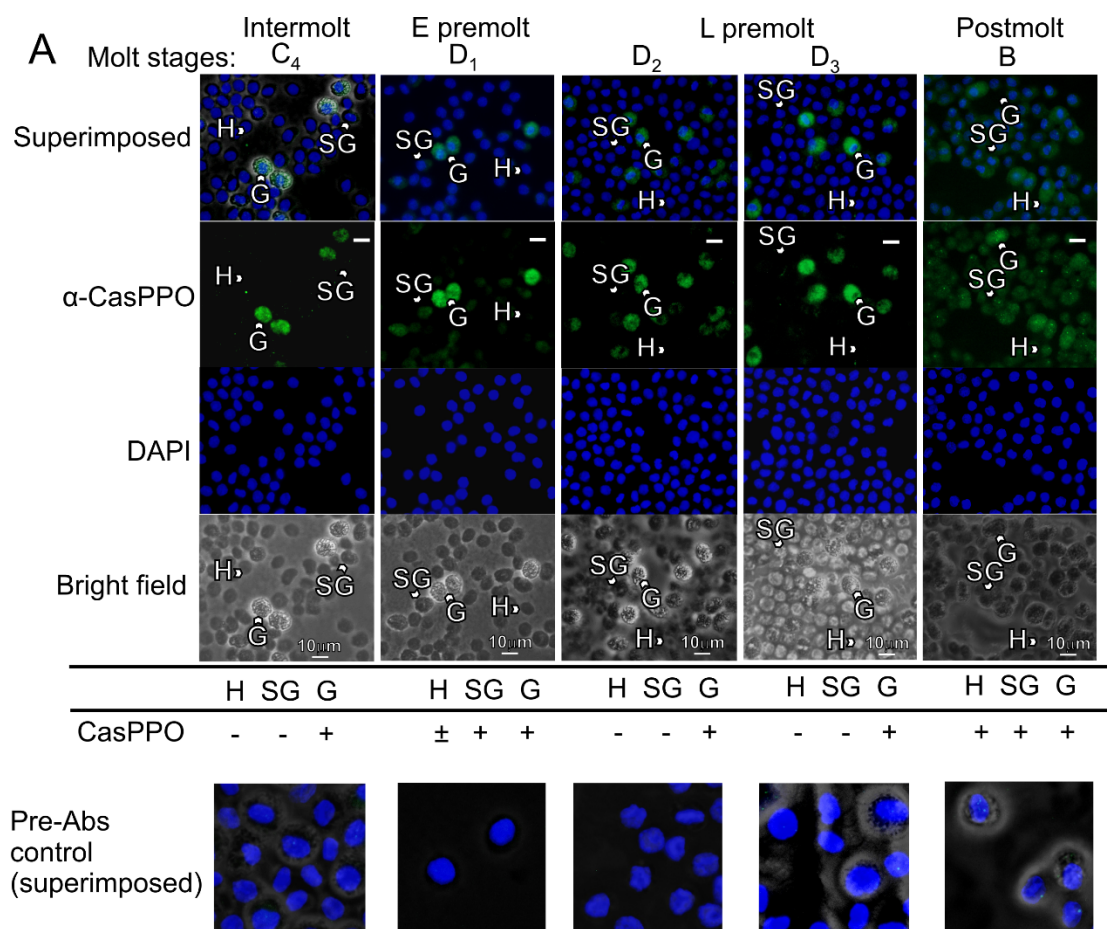 A
Intermolt E premolt L premolt Postmolt
Molt stages: C4 D1 D2 D3 B
Superimposed
H SG G
SG G H
SG G H
SG G H
G SG H
α-CasPPO
H SG G
SG G H
SG G H
SG G H
G SG H
DAPI
Bright field
H SG G 10µm
SG G H 10µm
SG G H 10µm
SG G H 10µm
G SG H 10µm
H SG G H SG G H SG G H SG G H SG G
CasPPO - - + ± + + - - + - - + + + +
Pre-Abs
control
(superimposed)